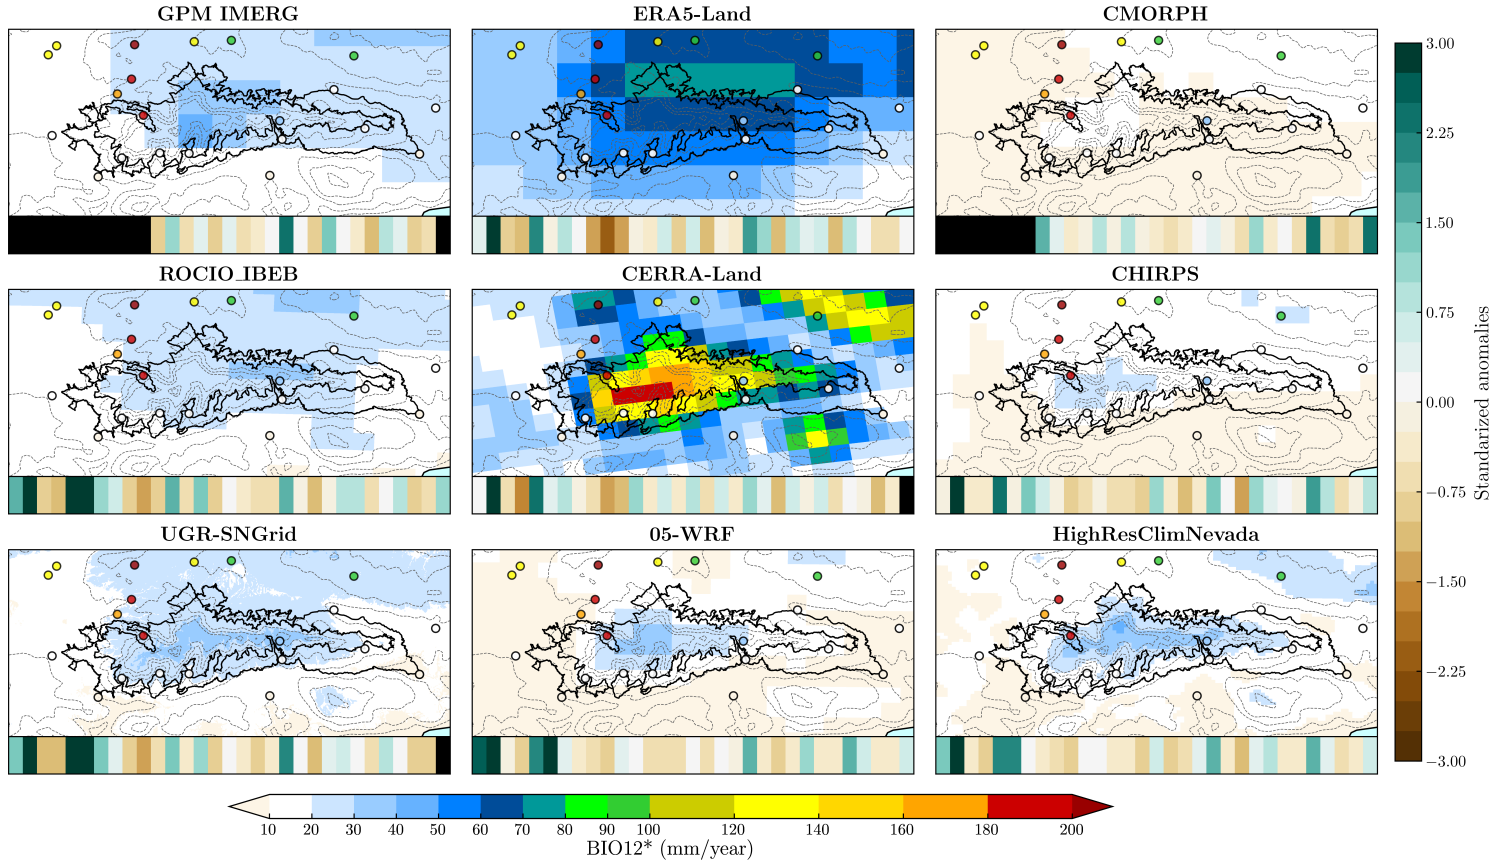 GPM IMERG
ERA5-Land
CMORPH
ROCIO_IBEB
CERRA-Land
CHIRPS
UGR-SNGrid
05-WRF
HighResClimNevada
3.00
2.25
1.50
0.75
0.00
−0.75
−1.50
−2.25
−3.00
Standarized anomalies
10 20 30 40 50 60 70 80 90 100 120 140 160 180 200
BIO12* (mm/year)